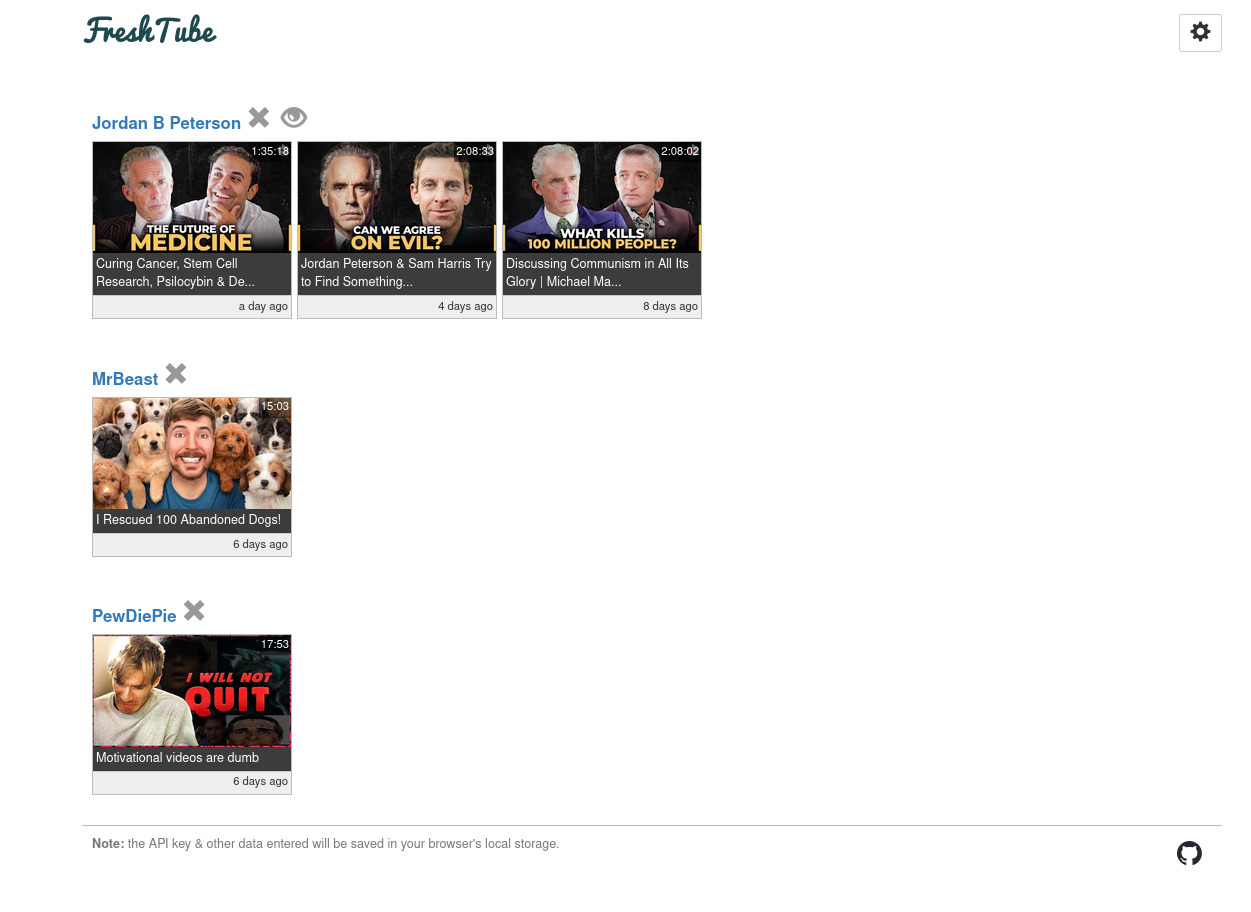 FreshTube
Jordan B Peterson
1:35:18
THE FUTURE OF
MEDICINE
Curing Cancer, Stem Cell
Research, Psilocybin & De...
a day ago
2:08:33
CAN WE AGREE
ON EVIL?
Jordan Peterson & Sam Harris Try
to Find Something...
4 days ago
2:08:02
WHAT KILLS
100 MILLION PEOPLE?
Discussing Communism in All Its
Glory | Michael Ma...
8 days ago
MrBeast
15:03
I Rescued 100 Abandoned Dogs!
6 days ago
PewDiePie
17:53
I WILL NOT
QUIT
Motivational videos are dumb
6 days ago
Note: the API key & other data entered will be saved in your browser's local storage.